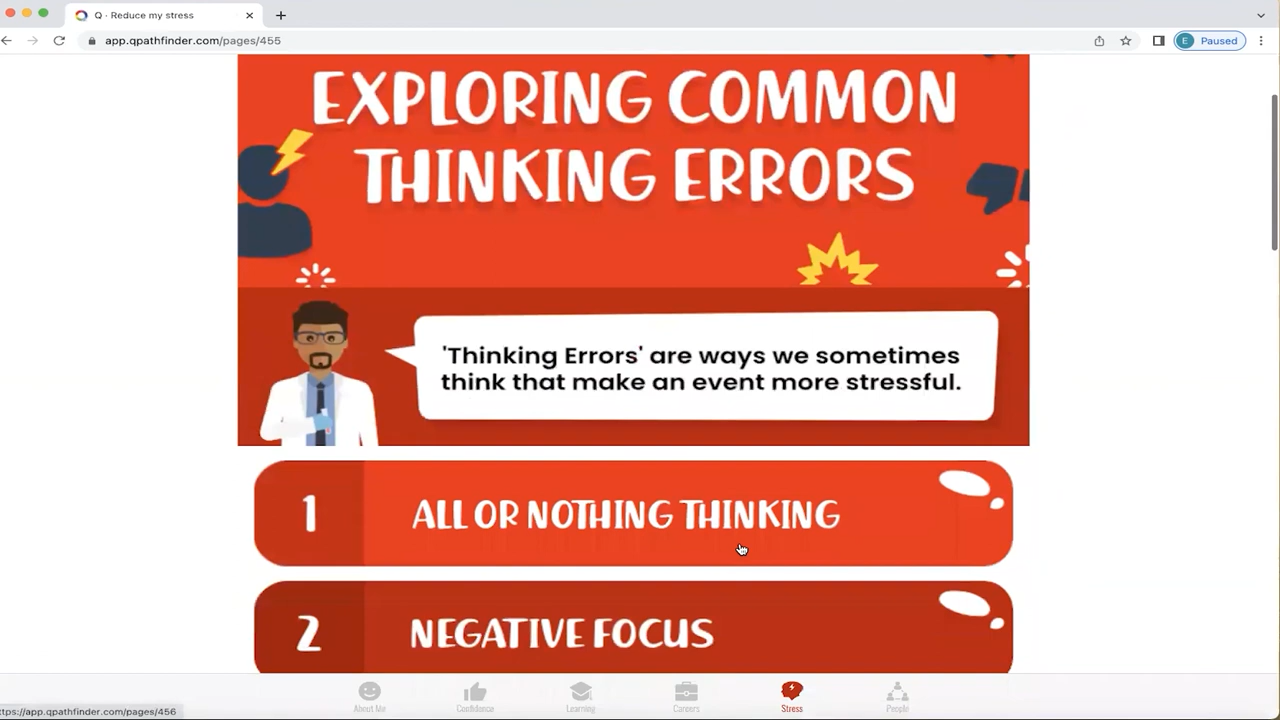 Q - Reduce my stress
app.qpathfinder.com/pages/455
E
Paused
EXPLORING COMMON
THINKING ERRORS
'Thinking Errors' are ways we sometimes
think that make an event more stressful.
1
ALL OR NOTHING THINKING
2
NEGATIVE FOCUS
About Me
Confidence
Learning
Careers
Stress
People
ttps://app.qpathfinder.com/pages/456